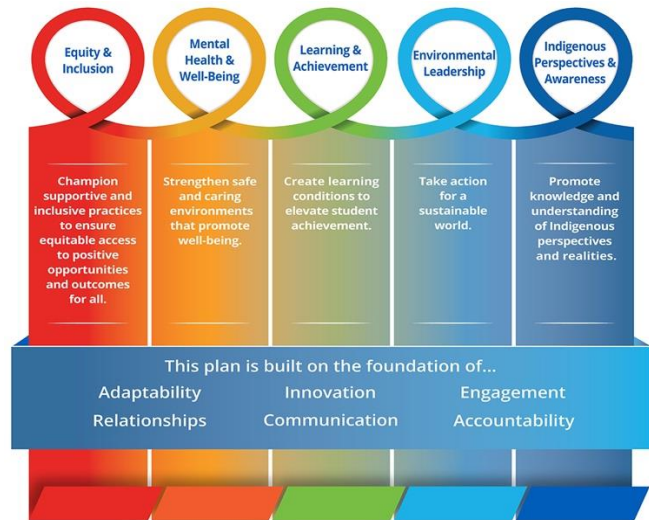 Equity &
Inclusion
Mental
Health &
Well-Being
Learning &
Achievement
Environmental
Leadership
Indigenous
Perspectives &
Awareness
Champion
supportive and
inclusive practices
to ensure
equitable access
to positive
opportunities
and outcomes
for all.
Strengthen safe
and caring
environments
that promote
well-being.
Create learning
conditions to
elevate student
achievement.
Take action
for a
sustainable
world.
Promote
knowledge and
understanding
of Indigenous
perspectives
and realities.
This plan is built on the foundation of...
Adaptability Innovation Engagement
Relationships Communication Accountability